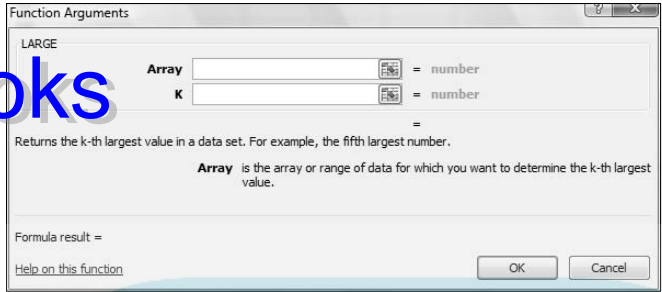 Function Arguments ? X
LARGE
Array = number
oks
K = number
=
Returns the k-th largest value in a data set. For example, the fifth largest number.
Array is the array or range of data for which you want to determine the k-th largest
value.
Formula result =
Help on this function OK Cancel